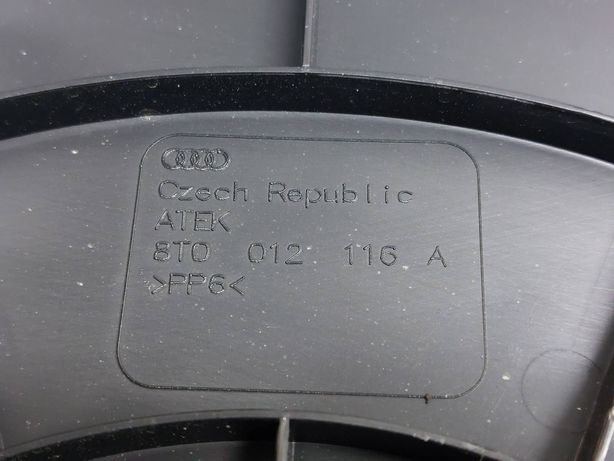 Czech Republic
ATEK
8T0 012 116 A
>PP6<